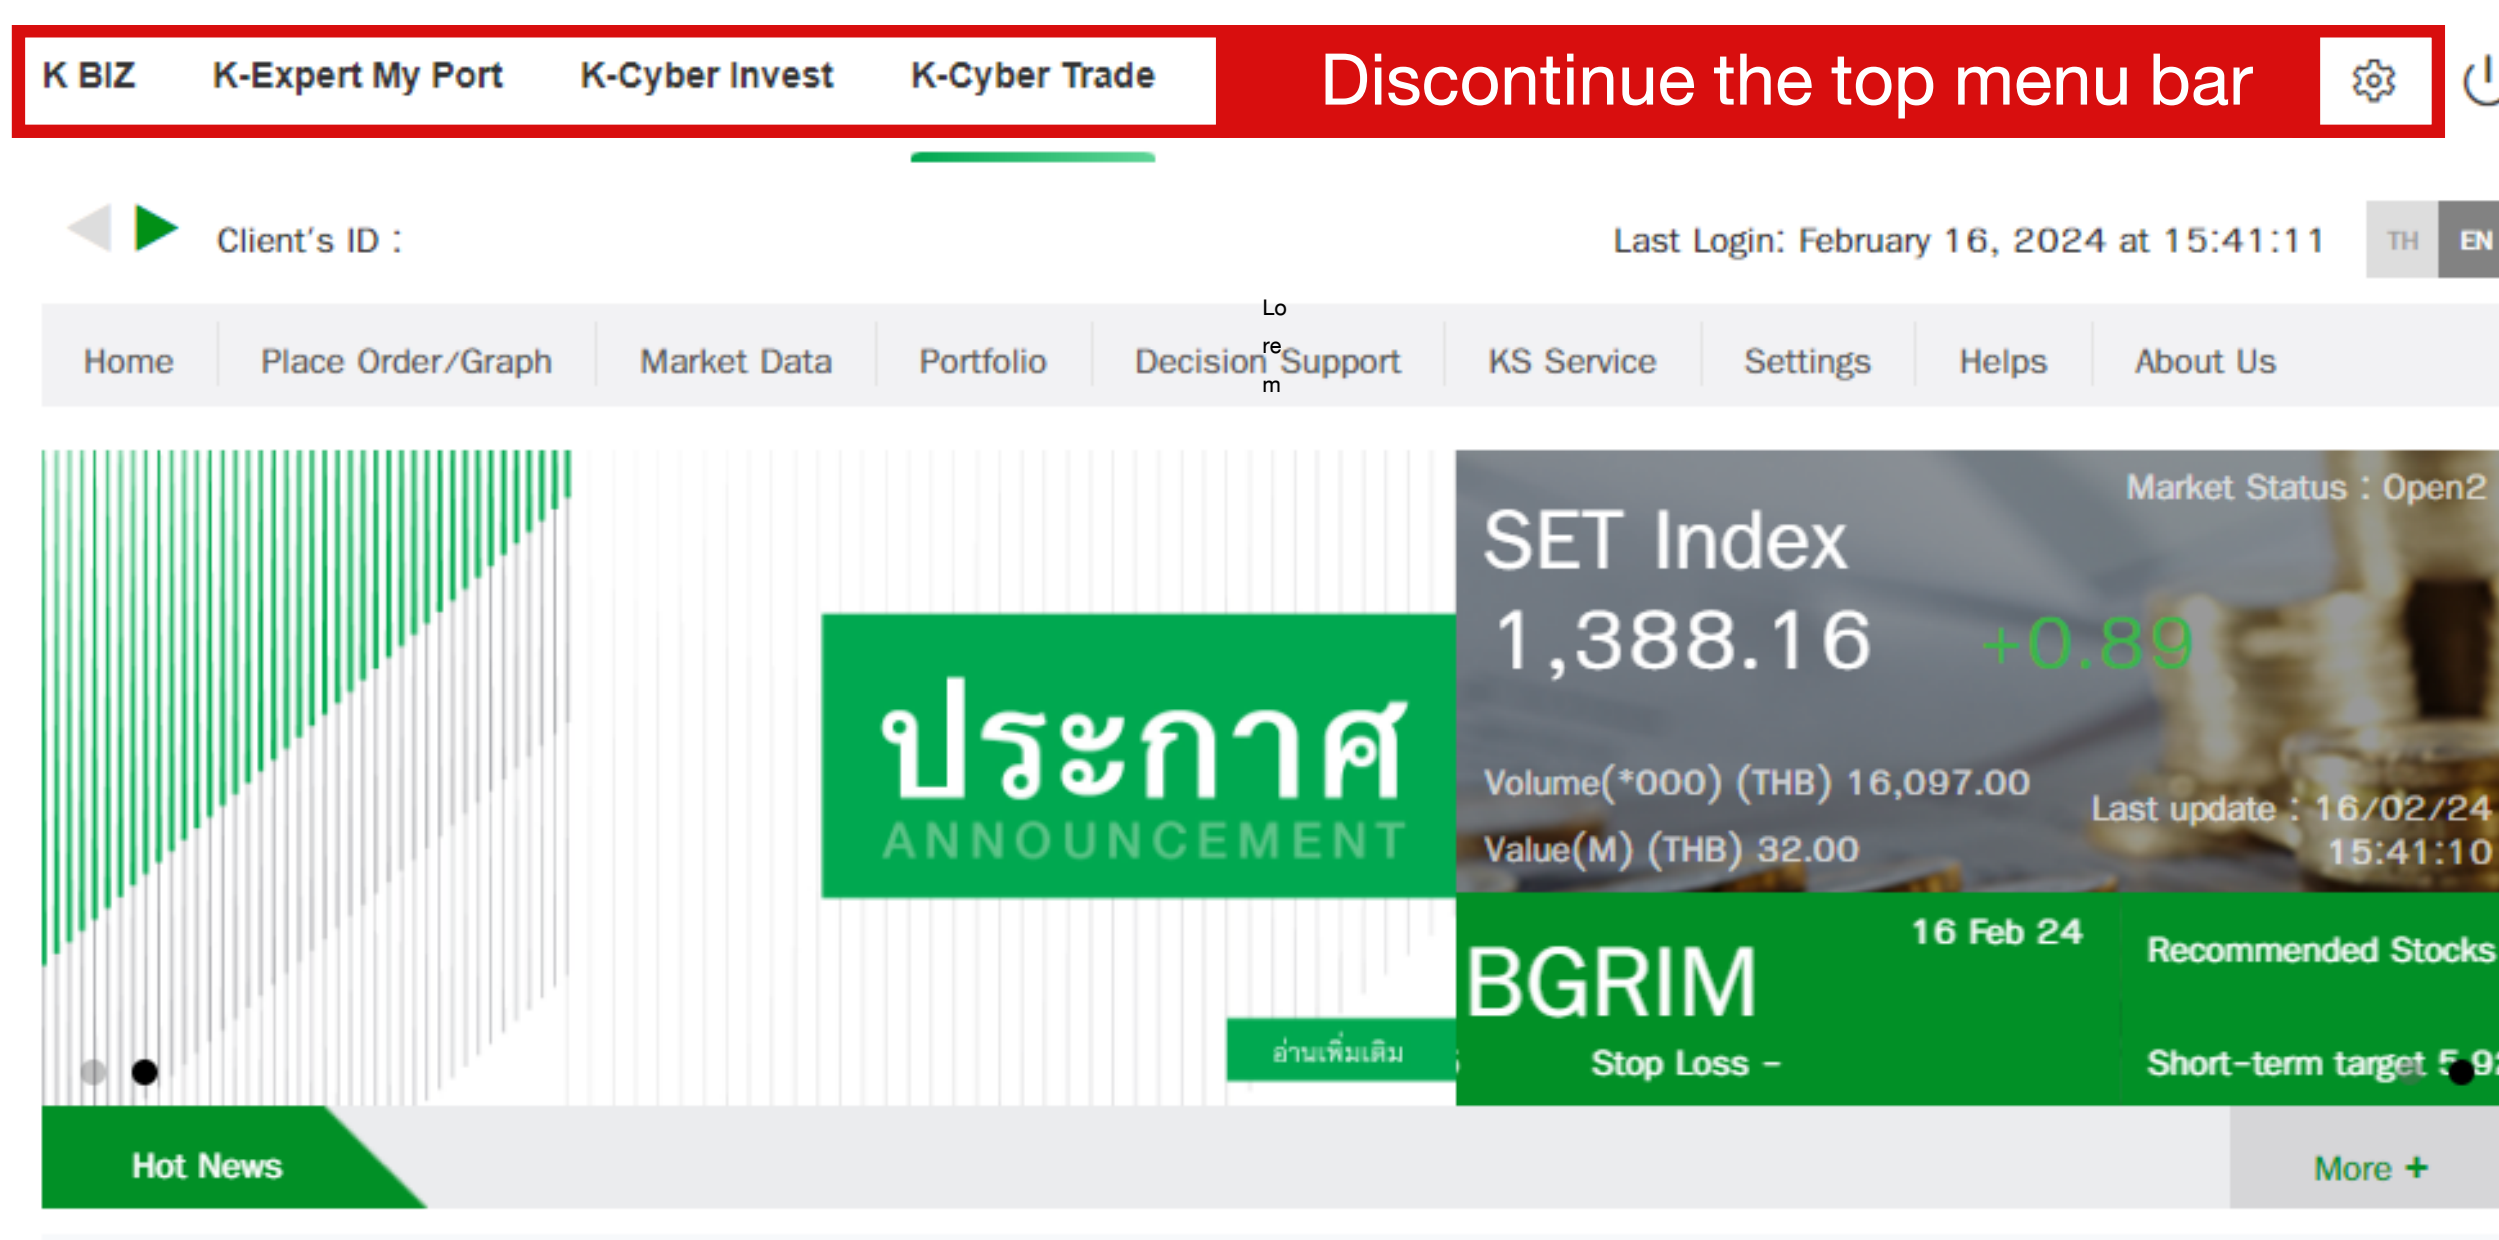 K BIZ K-Expert My Port K-Cyber Invest K-Cyber Trade Discontinue the top menu bar
Client's ID : Last Login: February 16, 2024 at 15:41:11 TH EN
Lo
re
m
Home Place Order/Graph Market Data Portfolio Decision Support KS Service Settings Helps About Us
Market Status : Open2
SET Index
1,388.16 +0.89
ประกาศ
ANNOUNCEMENT
Volume(*000) (THB) 16,097.00
Value(M) (THB) 32.00
Last update : 16/02/24
15:41:10
16 Feb 24
BGRIM
Recommended Stocks
อ่านเพิ่มเติม
Stop Loss -
Short-term target
Hot News
More +